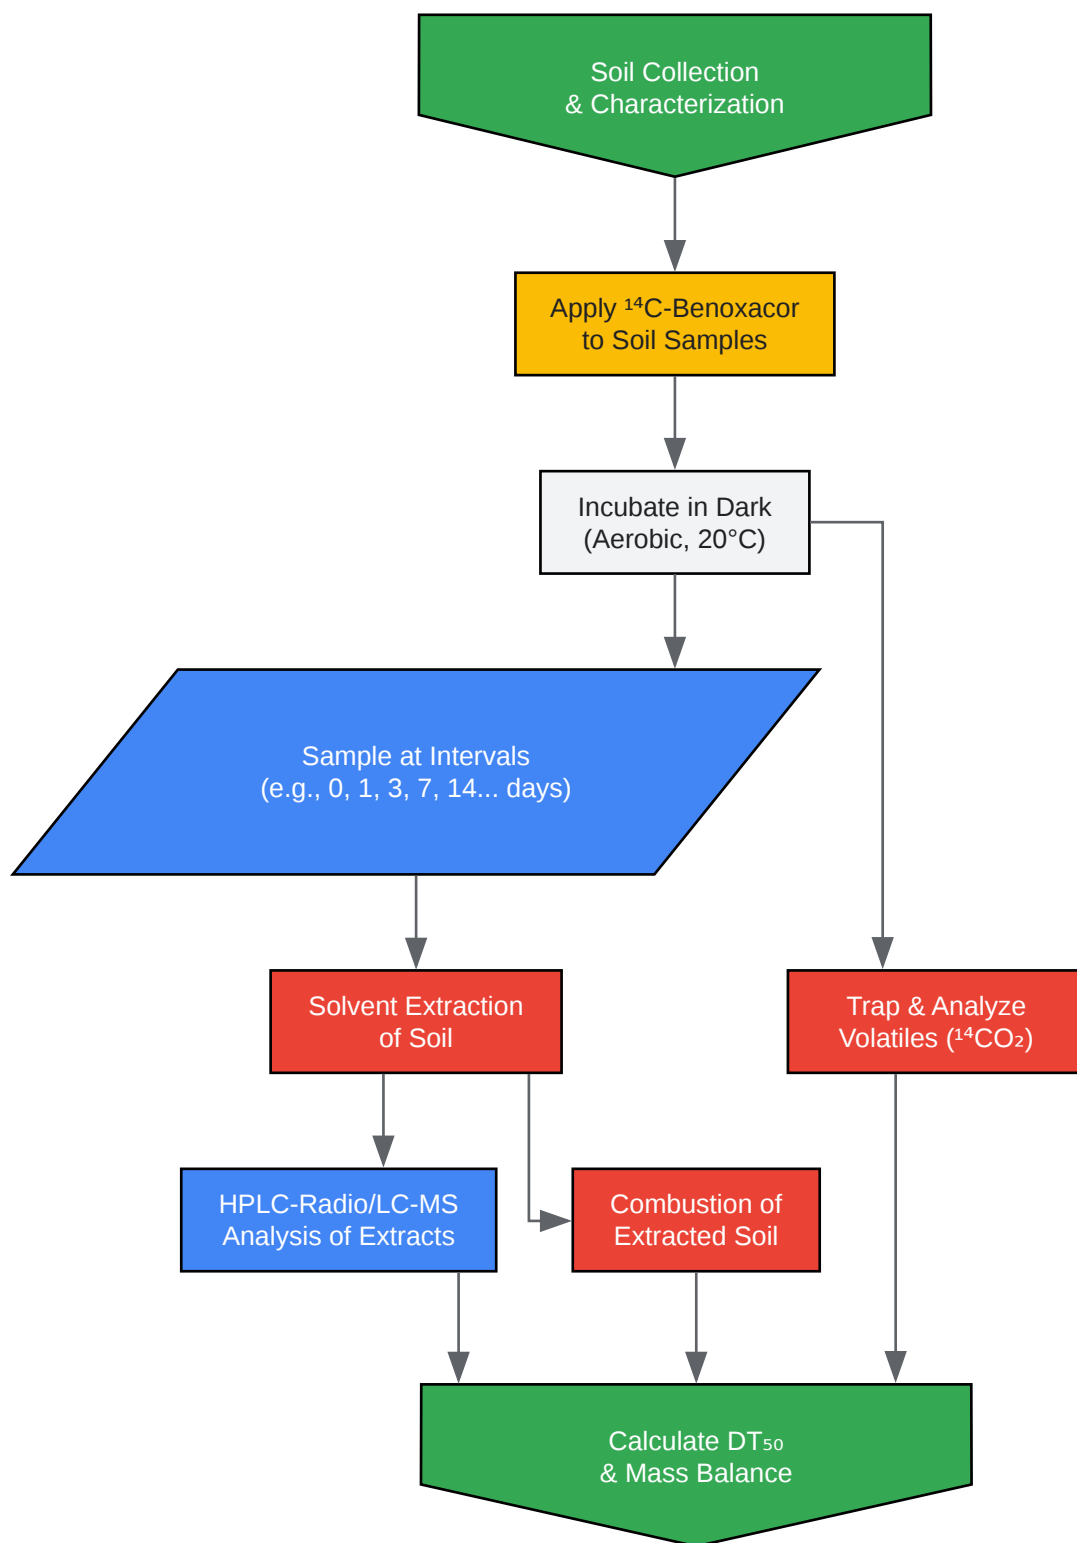 Soil Collection
& Characterization
Apply ¹⁴C-Benoxacor
to Soil Samples
Incubate in Dark
(Aerobic, 20°C)
Sample at Intervals
(e.g., 0, 1, 3, 7, 14... days)
Solvent Extraction
of Soil
Trap & Analyze
Volatiles (¹⁴CO₂)
HPLC-Radio/LC-MS
Analysis of Extracts
Combustion of
Extracted Soil
Calculate DT₅₀
& Mass Balance